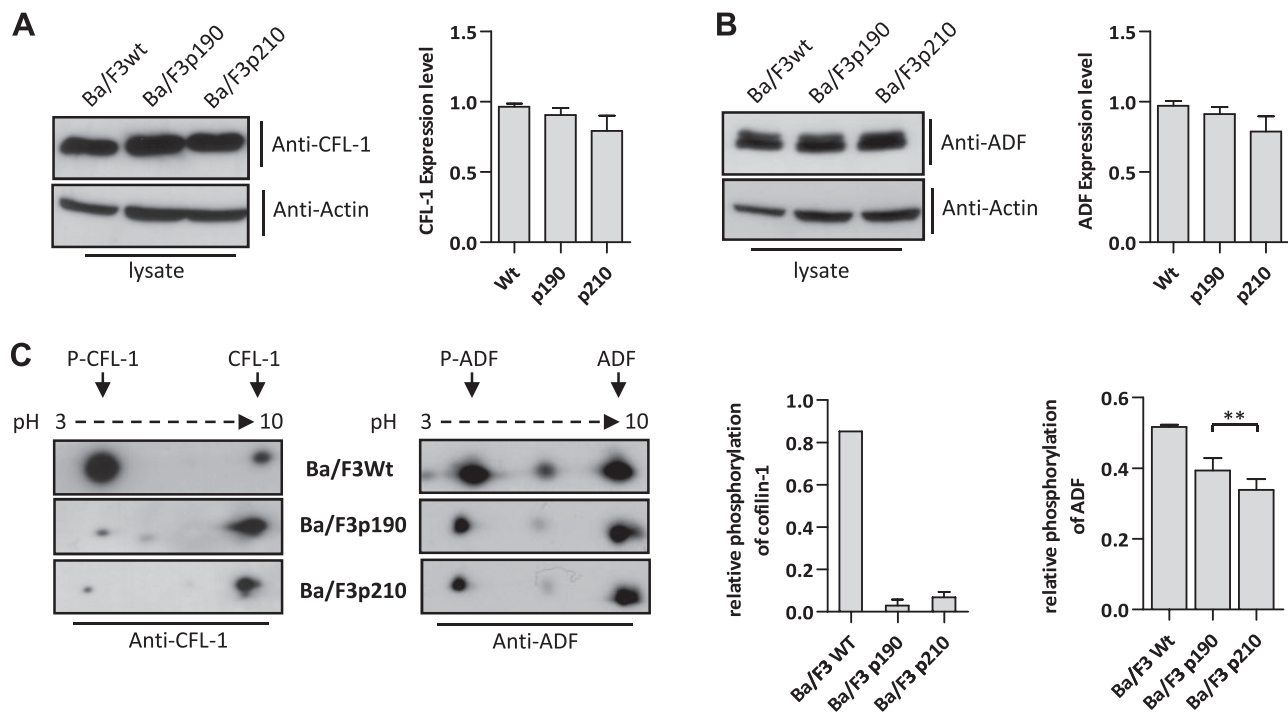 A
Ba/F3wt
Ba/F3p190
Ba/F3p210
Anti-CFL-1
Anti-Actin
lysate
CFL-1 Expression level
1.5
1.0
0.5
0.0
Wt
p190
p210
B
Ba/F3wt
Ba/F3p190
Ba/F3p210
Anti-ADF
Anti-Actin
lysate
ADF Expression level
1.5
1.0
0.5
0.0
Wt
p190
p210
C
P-CFL-1 CFL-1
pH 3 10
P-ADF ADF
pH 3 10
Ba/F3Wt
Ba/F3p190
Ba/F3p210
Anti-CFL-1
Anti-ADF
relative phosphorylation
of cofilin-1
1.0
0.8
0.6
0.4
0.2
0.0
Ba/F3 WT
Ba/F3 p190
Ba/F3 p210
relative phosphorylation
of ADF
0.6
0.4
0.2
0.0
**
Ba/F3 Wt
Ba/F3 p190
Ba/F3 p210